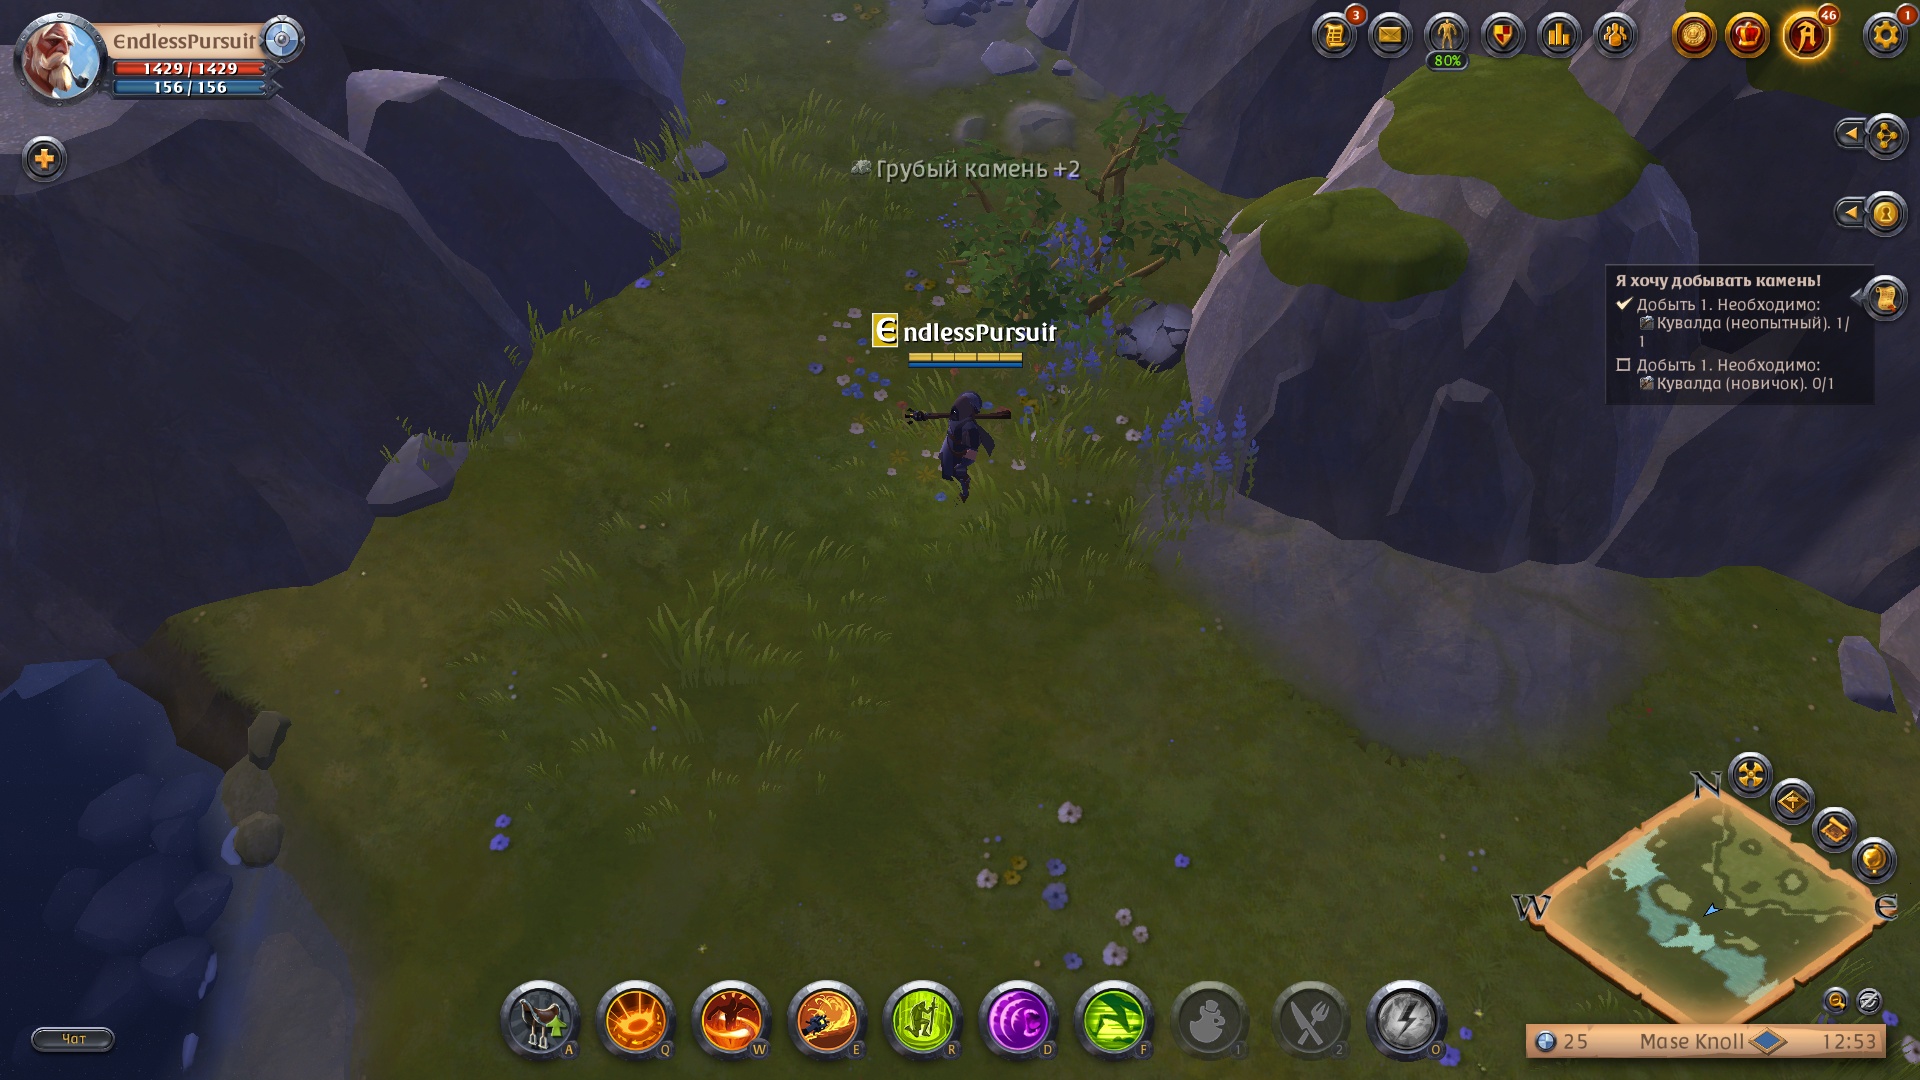 EndlessPursuit
1429 / 1429
156 / 156
3
80%
46
1
Грубый камень +2
EndlessPursuit
Я хочу добывать камень!
Добыть 1. Необходимо:
Кувалда (неопытный). 1/
1
Добыть 1. Необходимо:
Кувалда (новичок). 0/1
N
W
E
Чат
A
Q
W
E
R
D
F
1
2
O
25
Mase Knoll
12:53